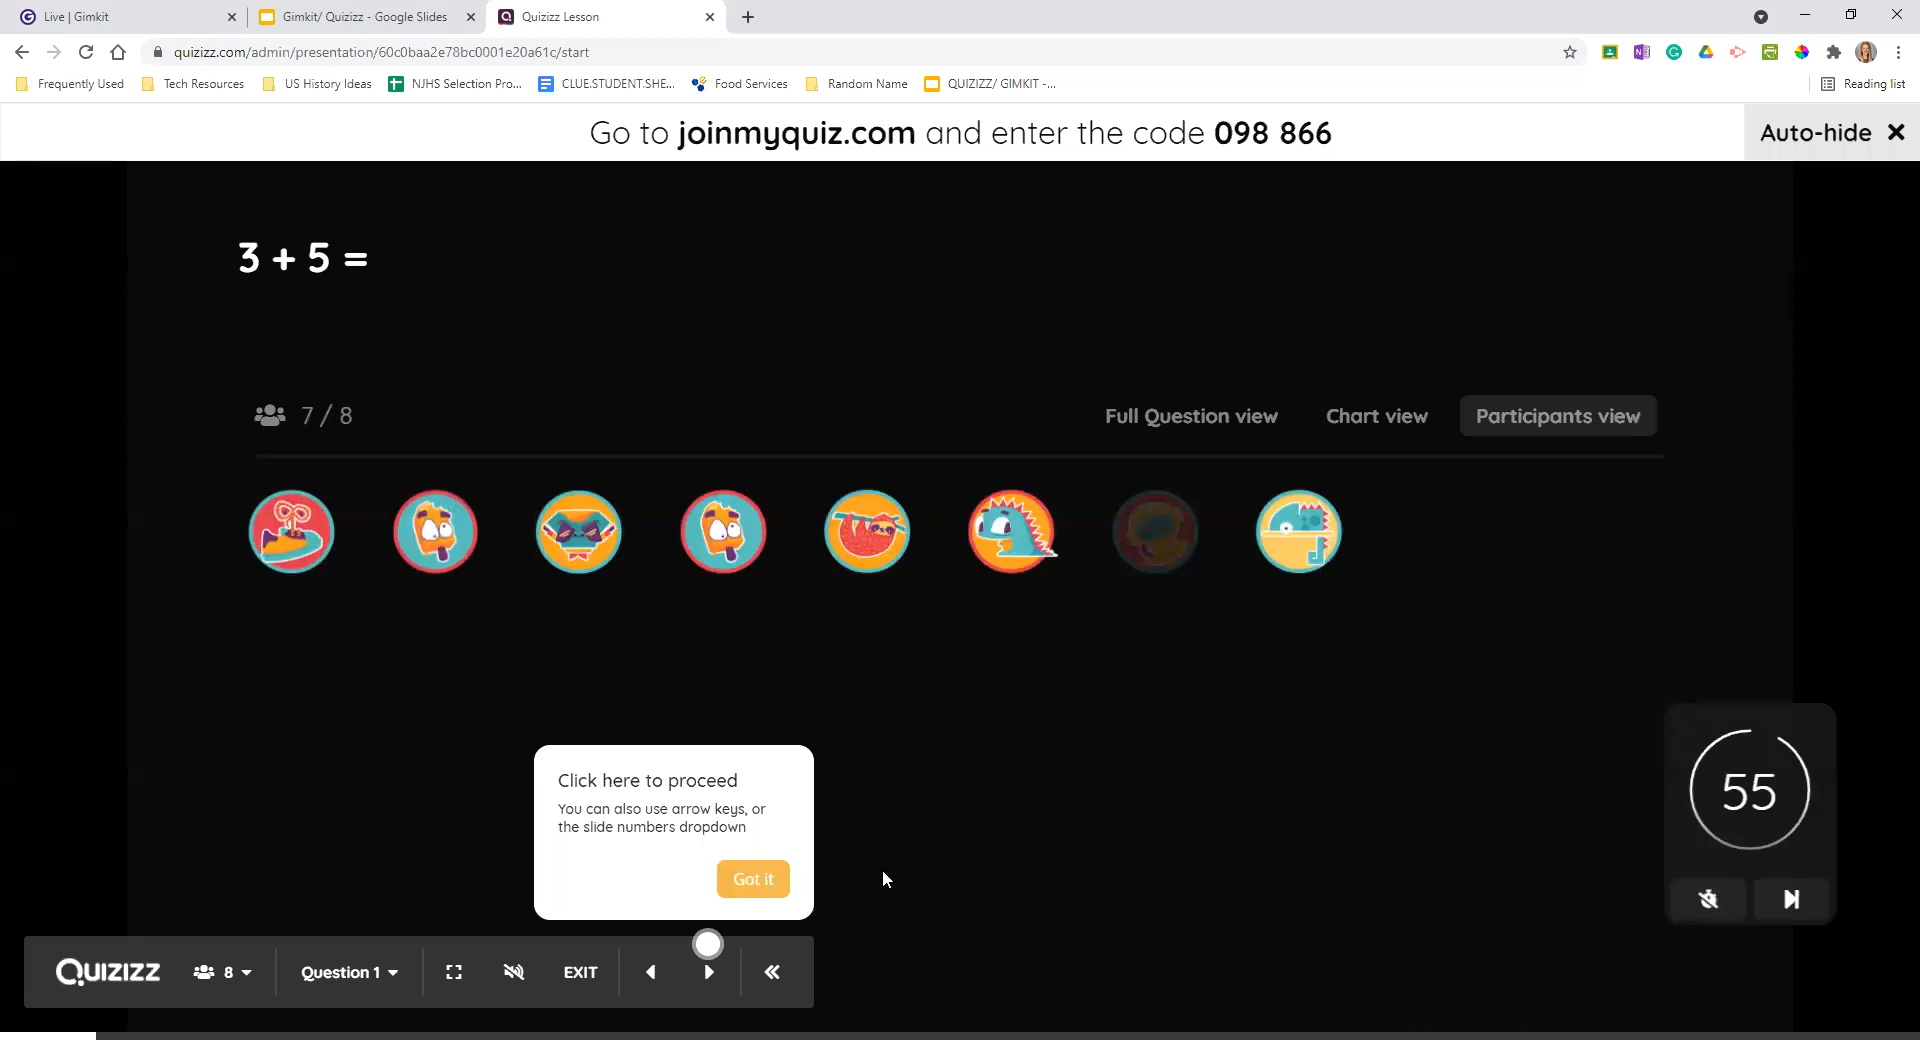 Live | Gimkit
Gimkit/ Quizizz - Google Slides
Quizizz Lesson
quizizz.com/admin/presentation/60c0baa2e78bc0001e20a61c/start
Frequently Used
Tech Resources
US History Ideas
NJHS Selection Pro...
CLUE.STUDENT.SHE...
Food Services
Random Name
QUIZIZZ/ GIMKIT -...
Reading list
Go to joinmyquiz.com and enter the code 098 866
Auto-hide
3 + 5 =
7 / 8
Full Question view
Chart view
Participants view
Click here to proceed
You can also use arrow keys, or
the slide numbers dropdown
Got it
55
Quizizz
8
Question 1
EXIT